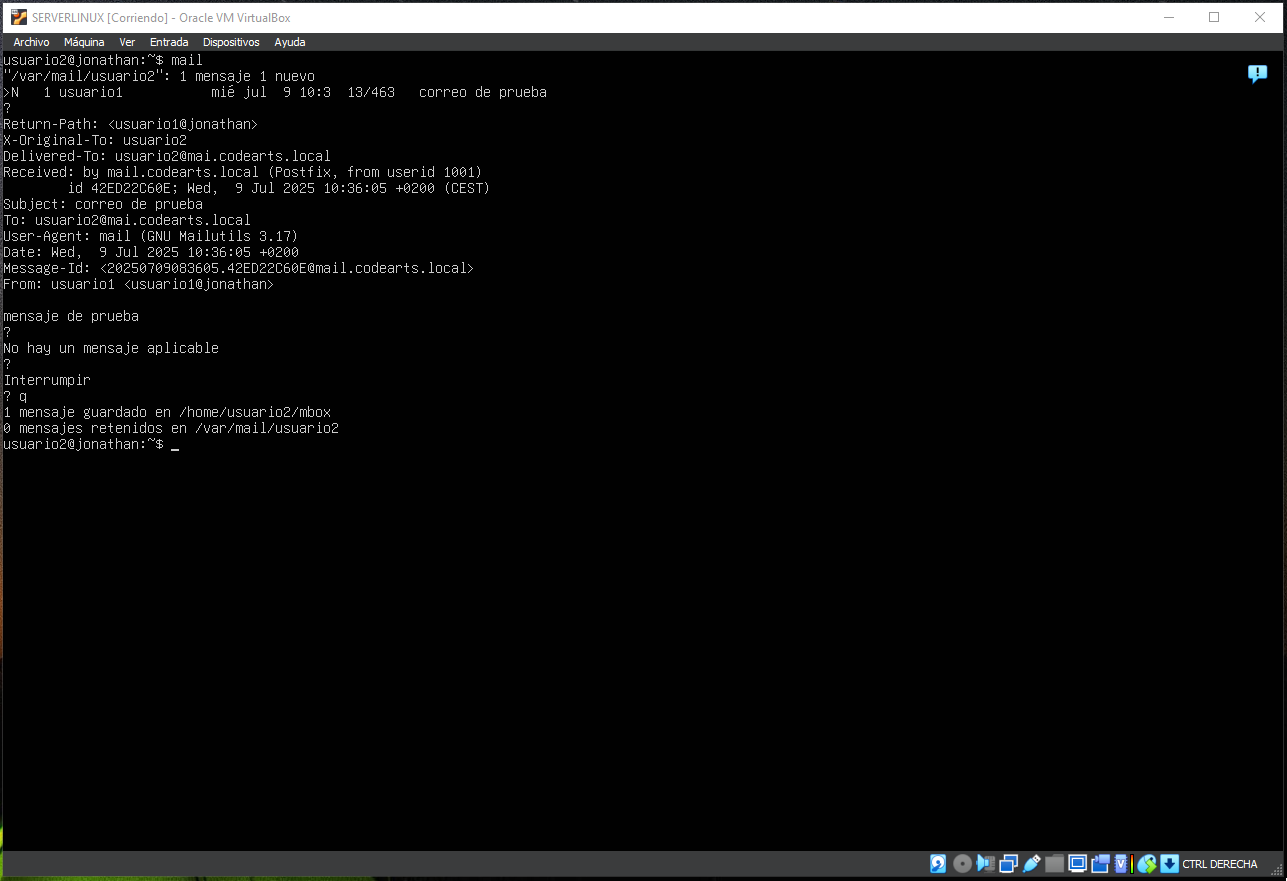 SERVERLINUX [Corriendo] - Oracle VM VirtualBox
Archivo Máquina Ver Entrada Dispositivos Ayuda
usuario2@jonathan:~$ mail
"/var/mail/usuario2": 1 mensaje 1 nuevo
>N   1 usuario1           mié jul  9 10:3  13/463   correo de prueba
?
Return-Path: <usuario1@jonathan>
X-Original-To: usuario2
Delivered-To: usuario2@mai.codearts.local
Received: by mail.codearts.local (Postfix, from userid 1001)
        id 42ED22C60E; Wed,  9 Jul 2025 10:36:05 +0200 (CEST)
Subject: correo de prueba
To: usuario2@mai.codearts.local
User-Agent: mail (GNU Mailutils 3.17)
Date: Wed,  9 Jul 2025 10:36:05 +0200
Message-Id: <20250709083605.42ED22C60E@mail.codearts.local>
From: usuario1 <usuario1@jonathan>

mensaje de prueba
?
No hay un mensaje aplicable
?
Interrumpir
? q
1 mensaje guardado en /home/usuario2/mbox
0 mensajes retenidos en /var/mail/usuario2
usuario2@jonathan:~$ _
CTRL DERECHA